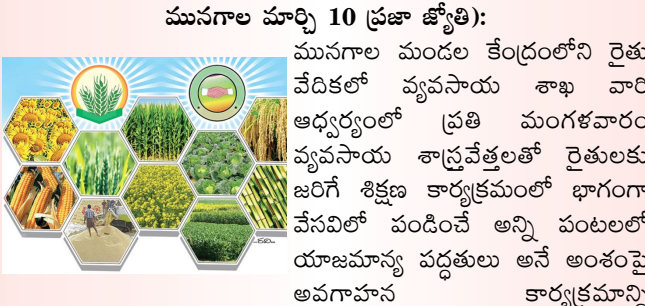 మునగాల మార్చి 10 (ప్రజా జ్యోతి):
మునగాల మండల కేంద్రంలోని రైతు
వేదికలో వ్యవసాయ శాఖ వారి
ఆధ్వర్యంలో ప్రతి మంగళవారం
వ్యవసాయ శాస్త్రవేత్తలతో రైతులకు
జరిగే శిక్షణ కార్యక్రమంలో భాగంగా
వేసవిలో పండించే అన్ని పంటలలో
యాజమాన్య పద్ధతులు అనే అంశంపై
అవగాహన కార్యక్రమాన్ని